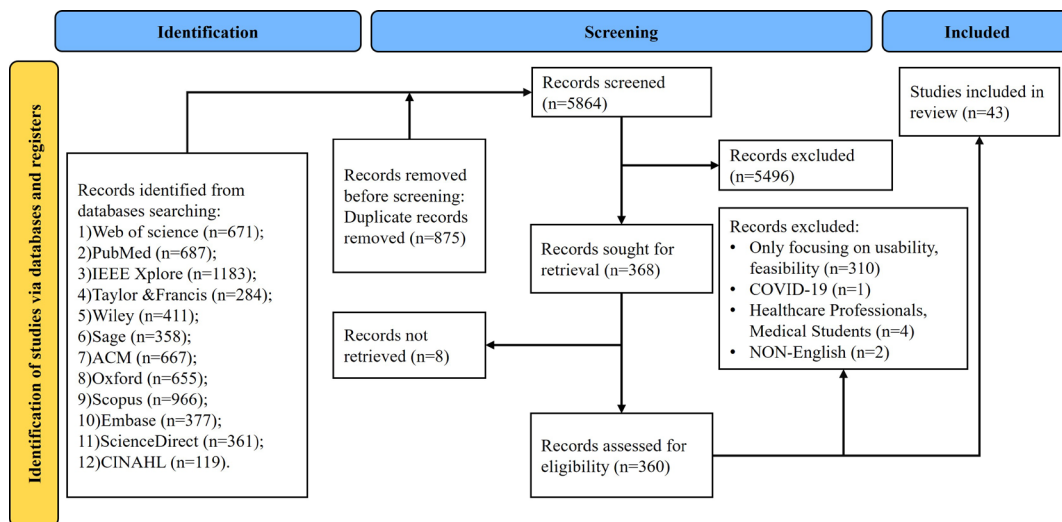 Identification
Screening
Included
Identification of studies via databases and registers
Records identified from
databases searching:
1)Web of science (n=671);
2)PubMed (n=687);
3)IEEE Xplore (n=1183);
4)Taylor &Francis (n=284);
5)Wiley (n=411);
6)Sage (n=358);
7)ACM (n=667);
8)Oxford (n=655);
9)Scopus (n=966);
10)Embase (n=377);
11)ScienceDirect (n=361);
12)CINAHL (n=119).
Records removed
before screening:
Duplicate records
removed (n=875)
Records screened
(n=5864)
Records excluded
(n=5496)
Records sought for
retrieval (n=368)
Records not
retrieved (n=8)
Records assessed for
eligibility (n=360)
Records excluded:
• Only focusing on usability,
feasibility (n=310)
• COVID-19 (n=1)
• Healthcare Professionals,
Medical Students (n=4)
• NON-English (n=2)
Studies included in
review (n=43)